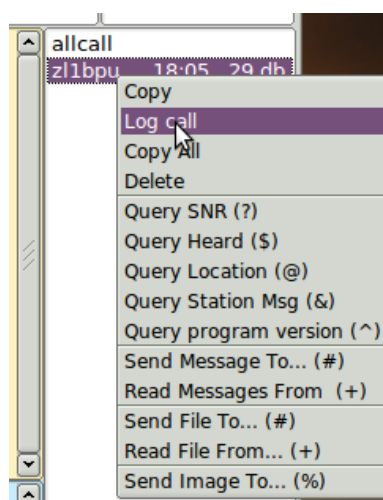 allcall
zl1bpu 18:05 29 db
Copy
Log call
Copy All
Delete
Query SNR (?)
Query Heard ($)
Query Location (@)
Query Station Msg (&)
Query program version (^)
Send Message To... (#)
Read Messages From (+)
Send File To... (#)
Read File From... (+)
Send Image To... (%)